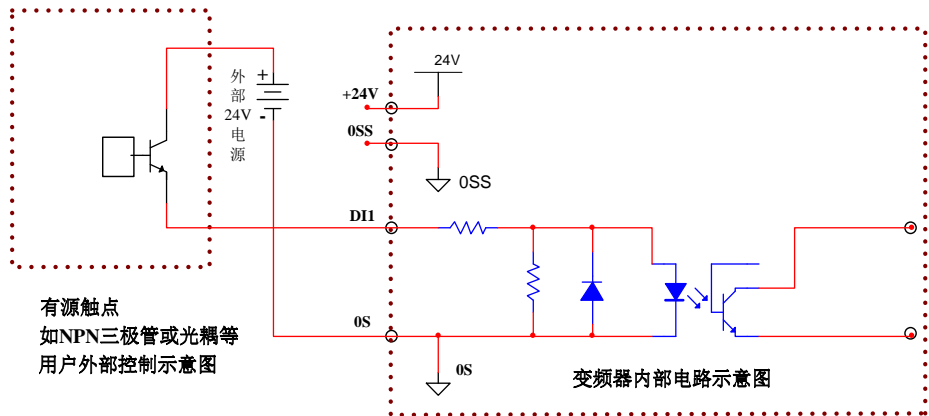 24V
+
外
部
24V
-
电
源
+24V
0SS
0SS
DI1
有源触点
如NPN三极管或光耦等
用户外部控制示意图
0S
0S
变频器内部电路示意图